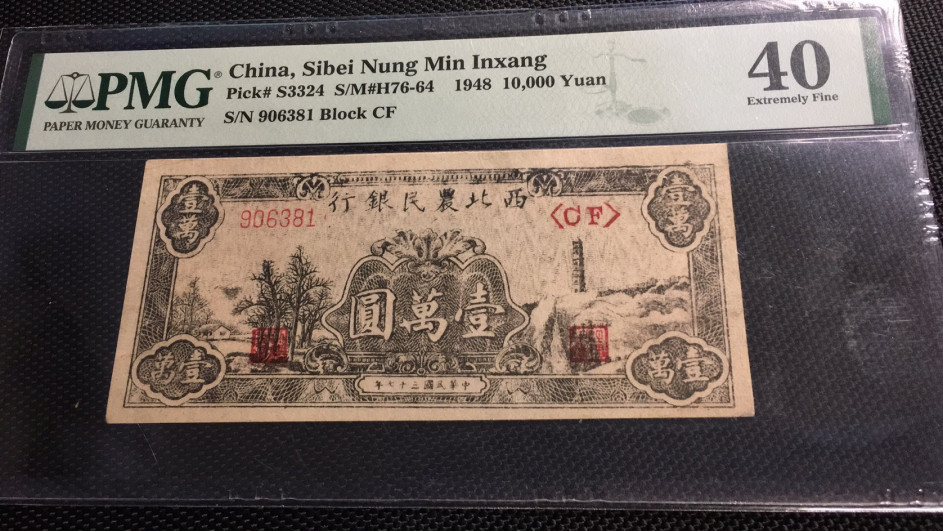 PMG® China, Sibei Nung Min Inxang
Pick# S3324 S/M#H76-64 1948 10,000 Yuan
PAPER MONEY GUARANTY
S/N 906381 Block CF
40
Extremely Fine
行銀民農北西
906381
〈CF〉
壹萬
壹萬
圓萬壹
萬壹
萬壹
年七十三國民華中